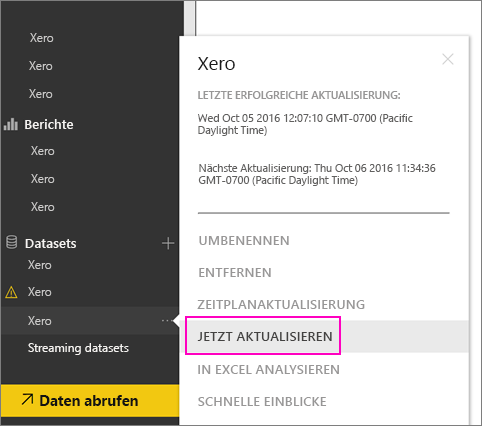 Xero
Xero
Xero
Berichte
Xero
Xero
Xero
Datasets
Xero
Xero
Xero
Streaming datasets
Daten abrufen
Xero
LETZTE ERFOLGREICHE AKTUALISIERUNG:
Wed Oct 05 2016 12:07:10 GMT-0700 (Pacific
Daylight Time)
Nächste Aktualisierung: Thu Oct 06 2016 11:34:36
GMT-0700 (Pacific Daylight Time)
UMBENENNEN
ENTFERNEN
ZEITPLANAKTUALISIERUNG
JETZT AKTUALISIEREN
IN EXCEL ANALYSIEREN
SCHNELLE EINBLICKE